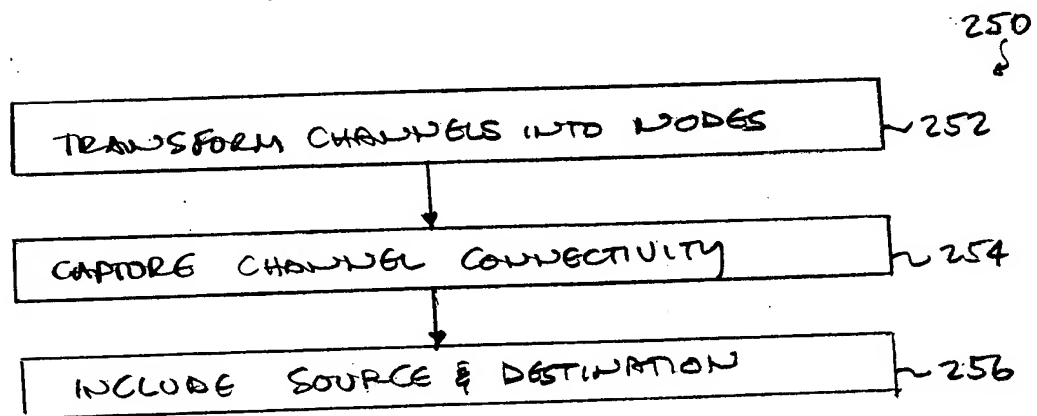 250
TRANSFORM CHANNELS INTO NODES 252
CAPTURE CHANNEL CONNECTIVITY 254
INCLUDE SOURCE & DESTINATION 256